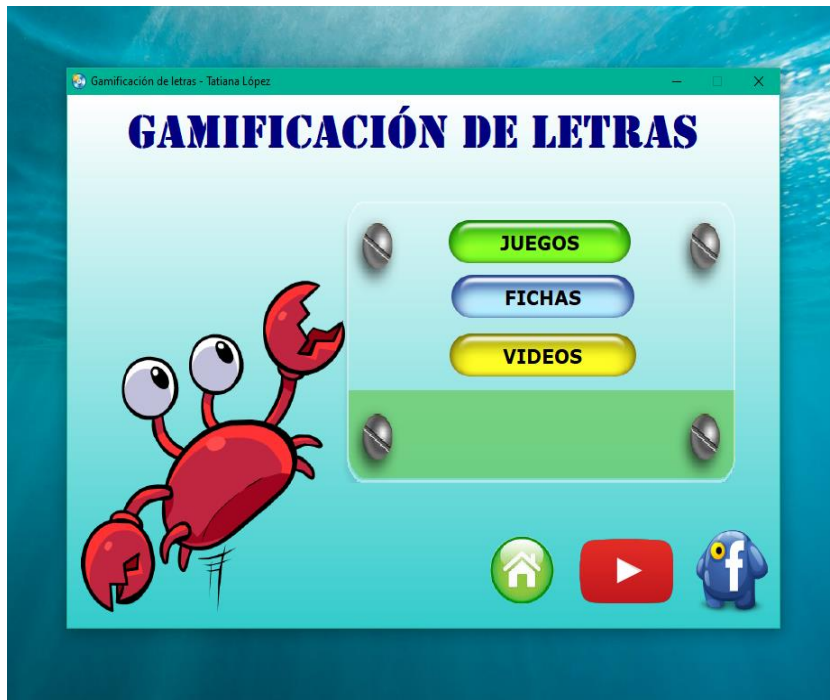 Gamificación de letras - Tatiana López
GAMIFICACIÓN DE LETRAS
JUEGOS
FICHAS
VIDEOS
f